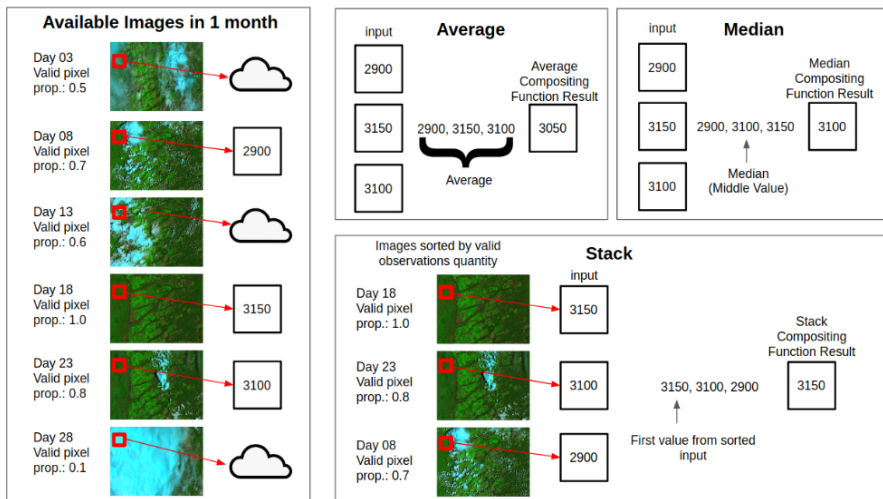 Available Images in 1 month
Day 03
Valid pixel
prop.: 0.5
Day 08
Valid pixel
prop.: 0.7
2900
Day 13
Valid pixel
prop.: 0.6
Day 18
Valid pixel
prop.: 1.0
3150
Day 23
Valid pixel
prop.: 0.8
3100
Day 28
Valid pixel
prop.: 0.1
Average
input
2900
3150
3100
2900, 3150, 3100
Average
Average
Compositing
Function Result
3050
Median
input
2900
3150
3100
2900, 3100, 3150
Median
(Middle Value)
Median
Compositing
Function Result
3100
Stack
Images sorted by valid
observations quantity
input
Day 18
Valid pixel
prop.: 1.0
3150
Day 23
Valid pixel
prop.: 0.8
3100
Day 08
Valid pixel
prop.: 0.7
2900
3150, 3100, 2900
First value from sorted
input
Stack
Compositing
Function Result
3150